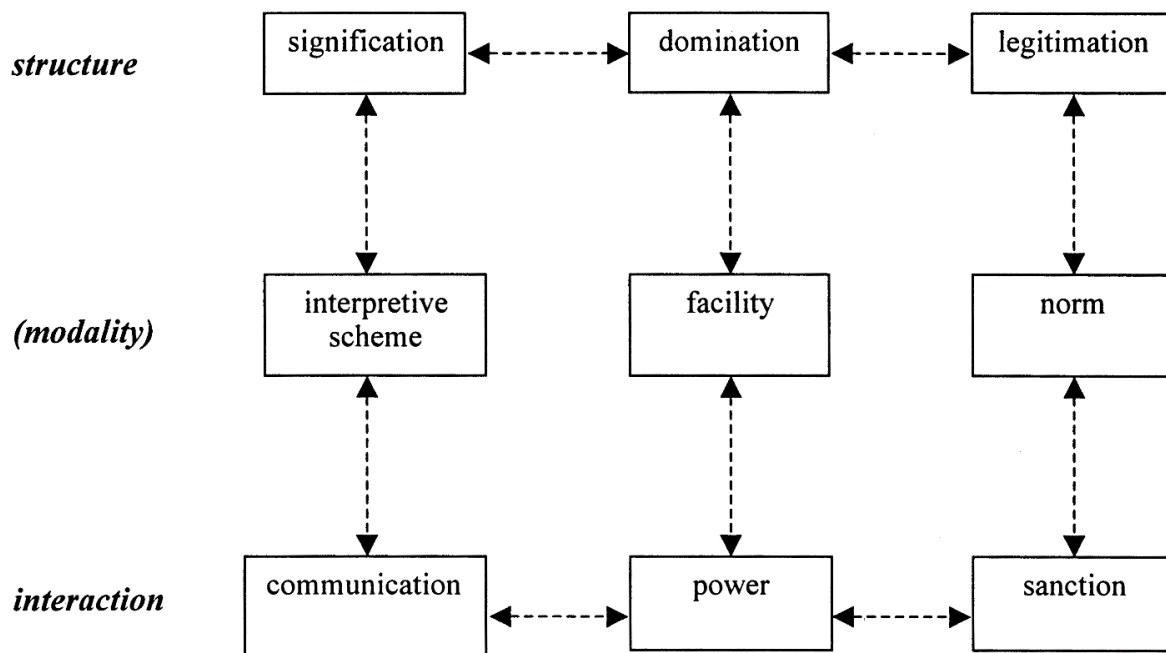 structure
signification
domination
legitimation
(modality)
interpretive
scheme
facility
norm
interaction
communication
power
sanction